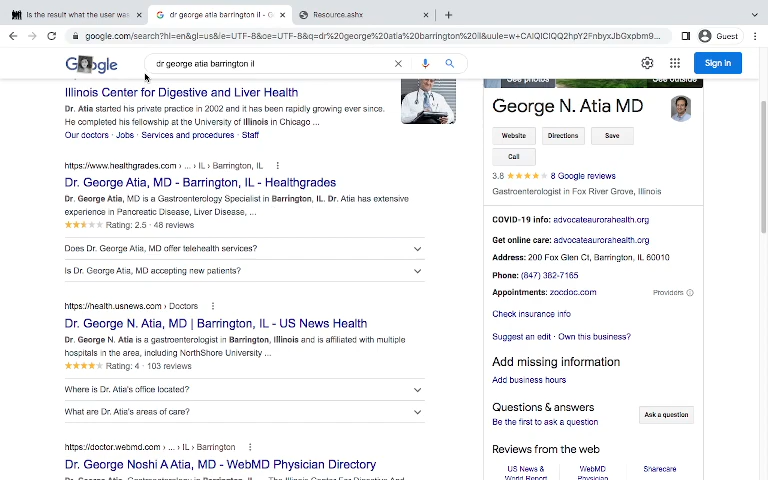 Is the result what the user was
dr george atia barrington il - G
Resource.ashx
google.com/search?hl=en&gl=us&ie=UTF-8&oe=UTF-8&q=dr%20george%20atia%20barrington%20il&uule=w+CAIQICIQQ2hpY2FnbyxJbGxpbm9...
Guest
Google
dr george atia barrington il
Sign in
Illinois Center for Digestive and Liver Health
Dr. Atia started his private practice in 2002 and it has been rapidly growing ever since.
He completed his fellowship at the University of Illinois in Chicago ...
Our doctors · Jobs · Services and procedures · Staff
https://www.healthgrades.com › ... › IL › Barrington, IL
Dr. George Atia, MD - Barrington, IL - Healthgrades
Dr. George Atia, MD is a Gastroenterology Specialist in Barrington, IL. Dr. Atia has extensive
experience in Pancreatic Disease, Liver Disease, ...
Rating: 2.5 · 48 reviews
Does Dr. George Atia, MD offer telehealth services?
Is Dr. George Atia, MD accepting new patients?
https://health.usnews.com › Doctors
Dr. George N. Atia, MD | Barrington, IL - US News Health
Dr. George N. Atia is a gastroenterologist in Barrington, Illinois and is affiliated with multiple
hospitals in the area, including NorthShore University ...
Rating: 4 · 103 reviews
Where is Dr. Atia's office located?
What are Dr. Atia's areas of care?
https://doctor.webmd.com › ... › IL › Barrington
Dr. George Noshi A Atia, MD - WebMD Physician Directory
See photos
See outside
George N. Atia MD
Website
Directions
Save
Call
3.8
8 Google reviews
Gastroenterologist in Fox River Grove, Illinois
COVID-19 info: advocateaurorahealth.org
Get online care: advocateaurorahealth.org
Address: 200 Fox Glen Ct, Barrington, IL 60010
Phone: (847) 382-7165
Appointments: zocdoc.com
Providers
Check insurance info
Suggest an edit · Own this business?
Add missing information
Add business hours
Questions & answers
Be the first to ask a question
Ask a question
Reviews from the web
US News &
World Report
WebMD
Physician
Sharecare